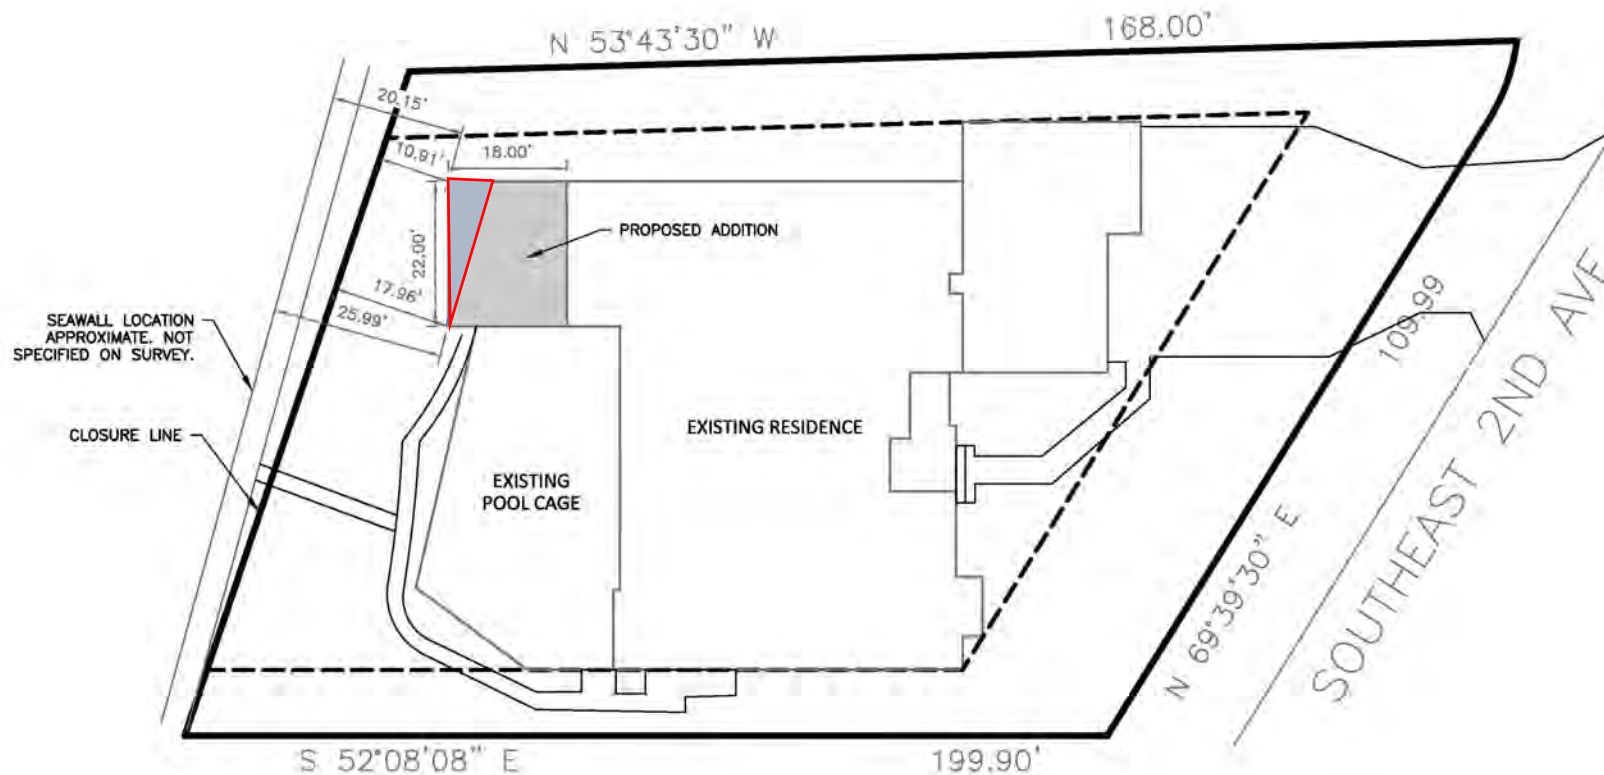 N 53°43'30" W
168.00'
20.15'
10.91'
18.00'
PROPOSED ADDITION
22.00'
17.96'
25.99'
SEAWALL LOCATION
APPROXIMATE. NOT
SPECIFIED ON SURVEY.
CLOSURE LINE
EXISTING RESIDENCE
EXISTING
POOL CAGE
109.99
N 69°39'30" E
SOUTHEAST 2ND AVE
S 52°08'08" E
199.90'